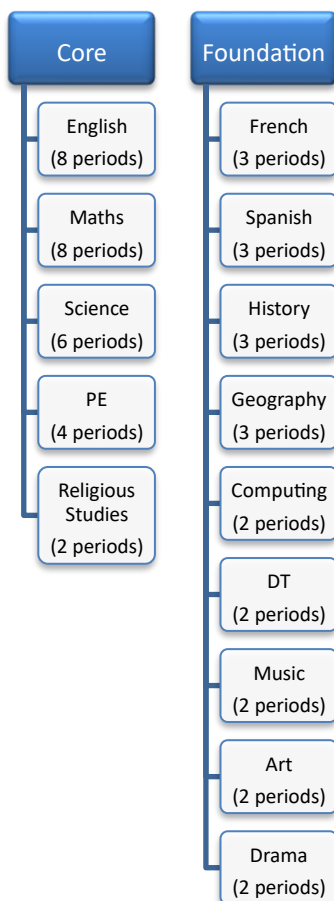 Core
English
(8 periods)
Maths
(8 periods)
Science
(6 periods)
PE
(4 periods)
Religious
Studies
(2 periods)
Foundation
French
(3 periods)
Spanish
(3 periods)
History
(3 periods)
Geography
(3 periods)
Computing
(2 periods)
DT
(2 periods)
Music
(2 periods)
Art
(2 periods)
Drama
(2 periods)